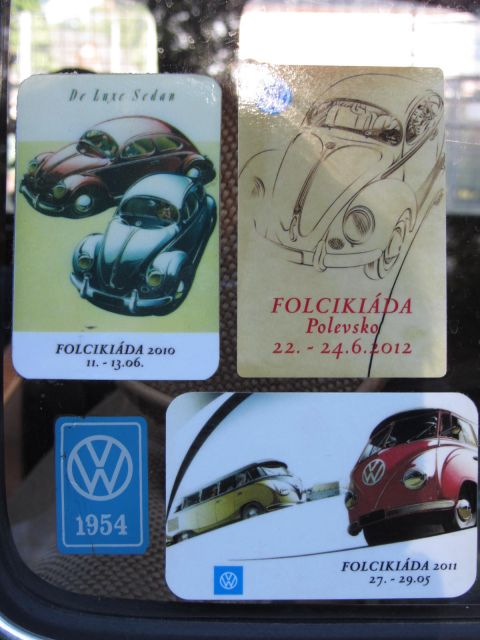 De Luxe Sedan
FOLCIKIÁDA 2010
11. - 13.06.
FOLCIKIÁDA
Polevsko
22. - 24.6.2012
VW
1954
VW
VW
FOLCIKIÁDA 2011
27. - 29.05